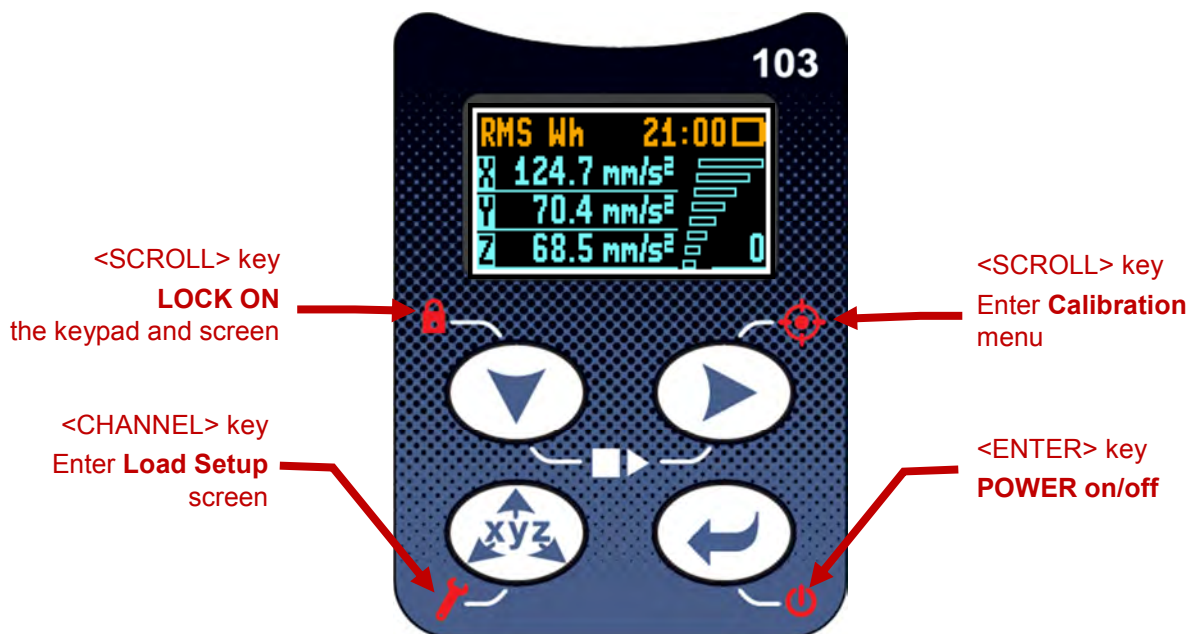 103
RMS Wh 21:00
X 124.7 mm/s²
Y 70.4 mm/s²
Z 68.5 mm/s² 0
<SCROLL> key
LOCK ON
the keypad and screen
<SCROLL> key
Enter Calibration
menu
<CHANNEL> key
Enter Load Setup
screen
<ENTER> key
POWER on/off
xyz